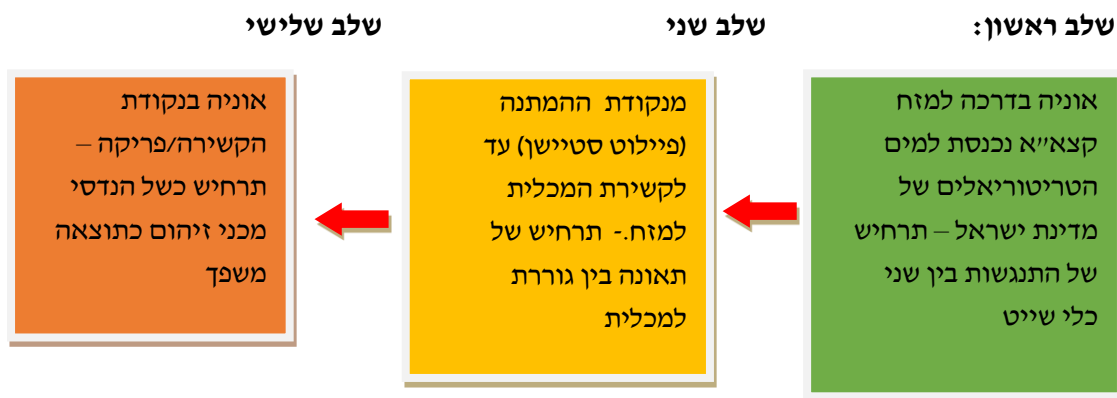 שלב ראשון:
שלב שני
שלב שלישי
אוניה בדרכה למזח
קצא״א נכנסת למים
הטריטוריאלים של
מדינת ישראל – תרחיש
של התנגשות בין שני
כלי שייט
מנקודת ההמתנה
(פיילוט סטיישן) עד
לקשירת המכלית
למזח.- תרחיש של
תאונה בין גוררת
למכלית
אוניה בנקודת
הקשירה/פריקה –
תרחיש כשל הנדסי
מכני זיהום כתוצאה
משפך